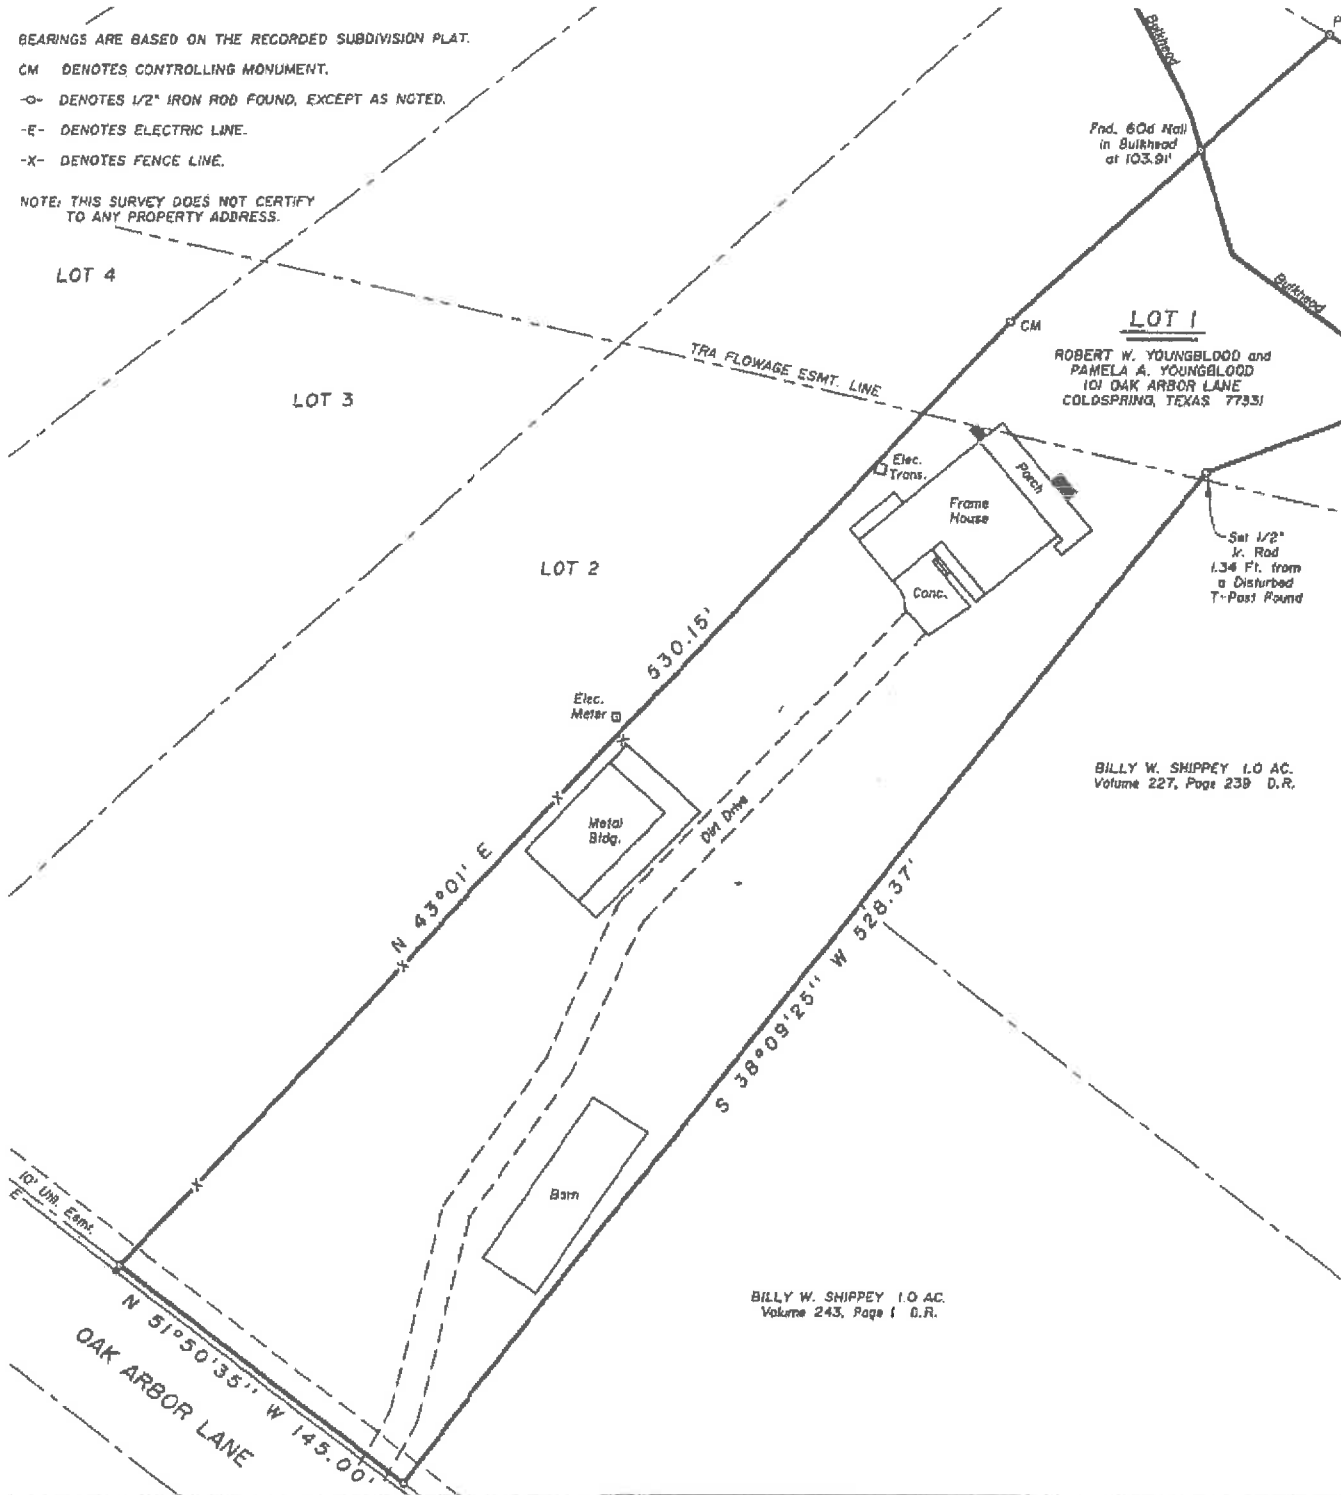 BEARINGS ARE BASED ON THE RECORDED SUBDIVISION PLAT.
CM DENOTES CONTROLLING MONUMENT.
-O- DENOTES 1/2" IRON ROD FOUND, EXCEPT AS NOTED.
-E- DENOTES ELECTRIC LINE.
-X- DENOTES FENCE LINE.
NOTE: THIS SURVEY DOES NOT CERTIFY
TO ANY PROPERTY ADDRESS.
Bulkhead
Fnd. 60d Nail
in Bulkhead
at 103.91'
LOT 4
Bulkhead
CM
LOT 1
ROBERT W. YOUNGBLOOD and
PAMELA A. YOUNGBLOOD
101 OAK ARBOR LANE
COLDSPRING, TEXAS 77331
TRA FLOWAGE ESMT. LINE
LOT 3
Elec.
Trans.
Porch
Frame
House
Set 1/2"
Ir. Rod
1.34 Ft. from
a Disturbed
T-Post Found
LOT 2
Conc.
530.15'
Elec.
Meter
BILLY W. SHIPPEY 1.0 AC.
Volume 227, Page 239 D.R.
Metal
Bldg.
Dirt Drive
N 43°01' E
S 38°09'25" W 528.37'
10' Util. Esmt.
E
Barn
BILLY W. SHIPPEY 1.0 AC.
Volume 243, Page 1 D.R.
N 51°50'35" W 145.00'
OAK ARBOR LANE